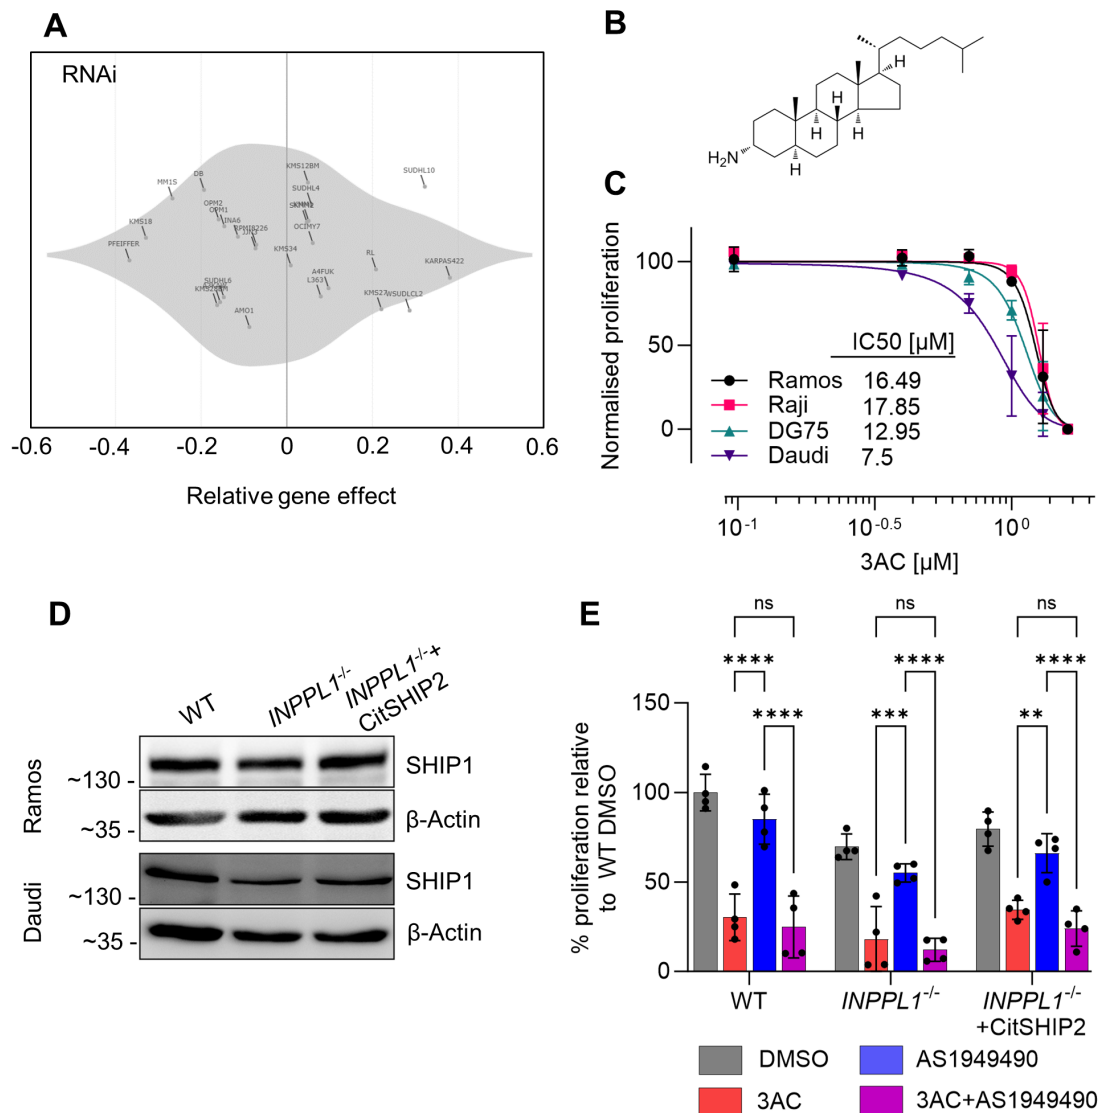 A
RNAi
KMS12BM
SUDHL10
DB
MM1S
SUDHL4
OPM2
OPM1
KMS18
INA6
RPMI8226
JJN3
OCIMY7
PFEIFFER
KMS34
RL
KARPAS422
A4FUK
SUDHL6
L363
KMS27
WSUDLCL2
AMO1
-0.6 -0.4 -0.2 0 0.2 0.4 0.6
Relative gene effect
B
H
H
H
H
H
H₂N
C
Normalised proliferation
100
50
0
IC50 [µM]
Ramos 16.49
Raji 17.85
DG75 12.95
Daudi 7.5
10⁻¹ 10⁻⁰·⁵ 10⁰
3AC [µM]
D
WT
INPPL1⁻/⁻
INPPL1⁻/⁻+
CitSHIP2
Ramos
~130 -
SHIP1
~35 -
β-Actin
Daudi
~130 -
SHIP1
~35 -
β-Actin
E
ns ns ns
**** **** ****
**** *** **
% proliferation relative
to WT DMSO
150
100
50
0
WT
INPPL1⁻/⁻
INPPL1⁻/⁻
+CitSHIP2
DMSO
AS1949490
3AC
3AC+AS1949490